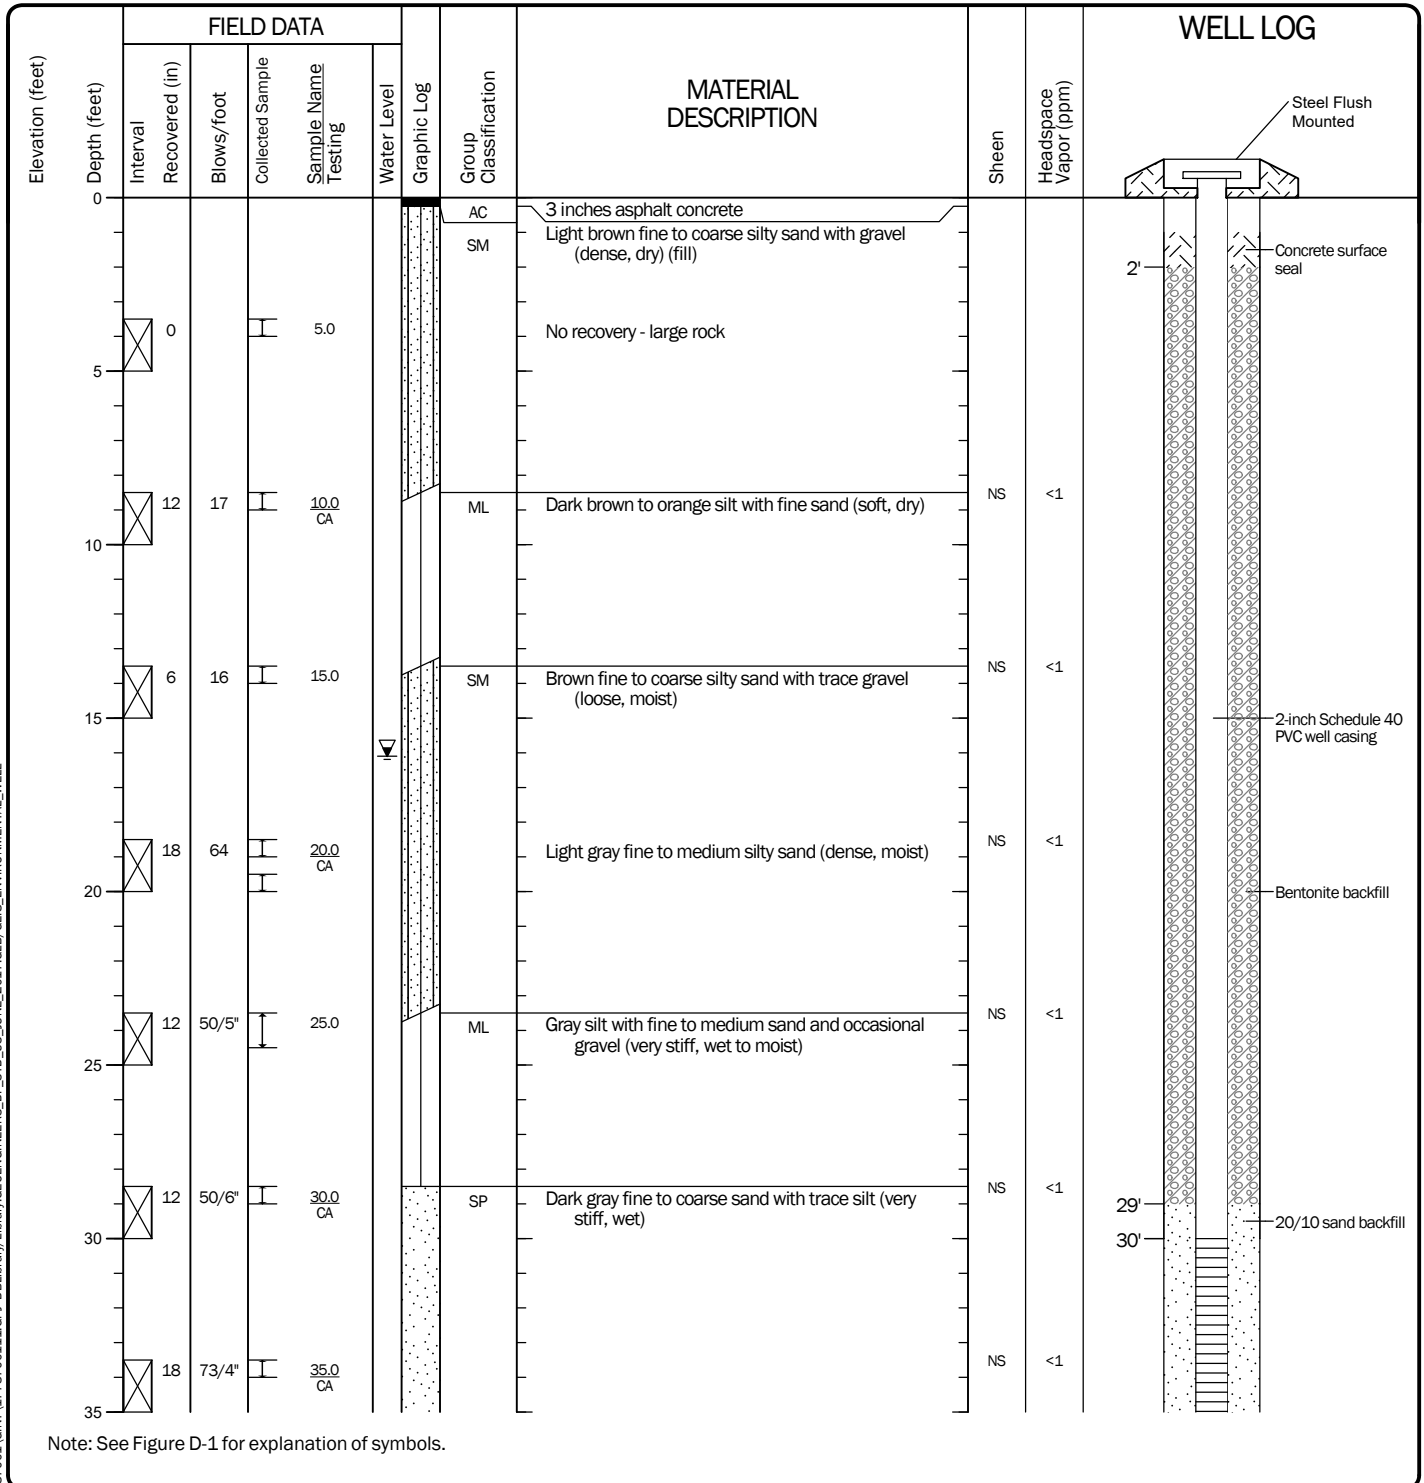 FIELD DATA
WELL LOG
Elevation (feet)
Depth (feet)
Interval
Recovered (in)
Blows/foot
Collected Sample
Sample Name
Testing
Water Level
Graphic Log
Group
Classification
MATERIAL
DESCRIPTION
Sheen
Headspace
Vapor (ppm)
Steel Flush
Mounted
0
AC
3 inches asphalt concrete
SM
Light brown fine to coarse silty sand with gravel
(dense, dry) (fill)
Concrete surface
seal
2'
0
5.0
No recovery - large rock
5
12
17
10.0
CA
ML
Dark brown to orange silt with fine sand (soft, dry)
NS
<1
10
6
16
15.0
SM
Brown fine to coarse silty sand with trace gravel
(loose, moist)
NS
<1
15
2-inch Schedule 40
PVC well casing
18
64
20.0
CA
Light gray fine to medium silty sand (dense, moist)
NS
<1
20
Bentonite backfill
12
50/5"
25.0
ML
Gray silt with fine to medium sand and occasional
gravel (very stiff, wet to moist)
NS
<1
25
12
50/6"
30.0
CA
SP
Dark gray fine to coarse sand with trace silt (very
stiff, wet)
NS
<1
29'
20/10 sand backfill
30
30'
18
73/4"
35.0
CA
NS
<1
35
Note: See Figure D-1 for explanation of symbols.